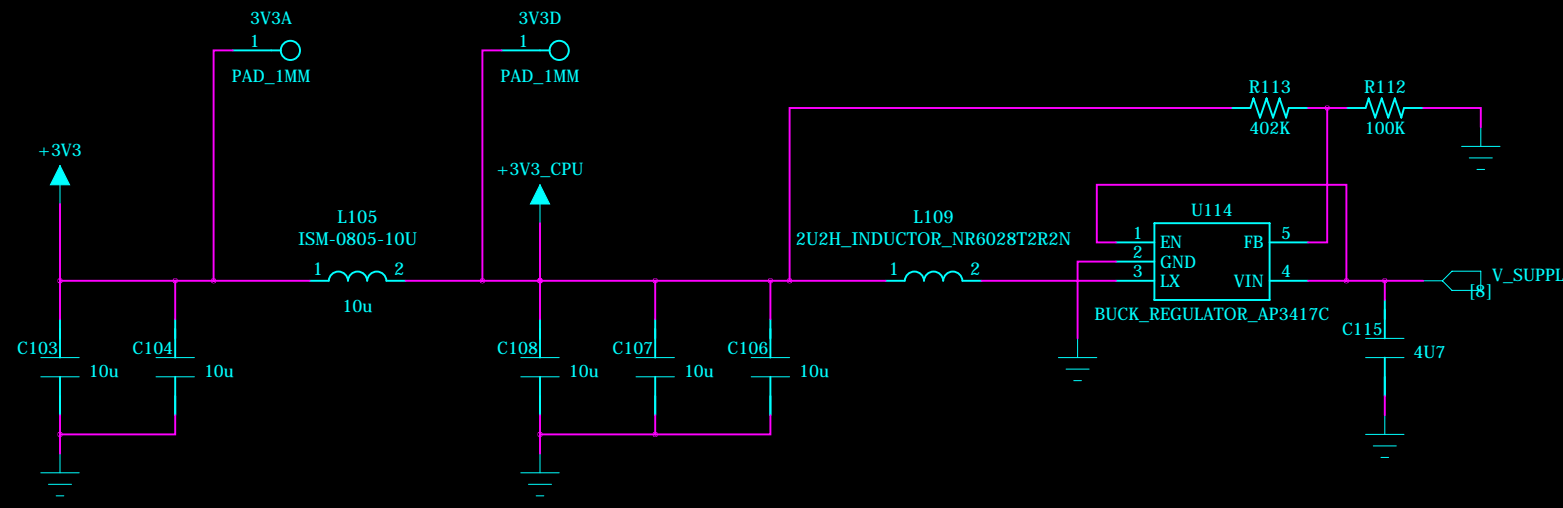 3V3A
1
PAD_1MM
3V3D
1
PAD_1MM
R113
402K
R112
100K
+3V3
+3V3_CPU
L105
ISM-0805-10U
1 2
10u
L109
2U2H_INDUCTOR_NR6028T2R2N
1 2
U114
1 EN FB 5
2 GND
3 LX VIN 4
BUCK_REGULATOR_AP3417C
V_SUPPL
[8]
C103
10u
C104
10u
C108
10u
C107
10u
C106
10u
C115
4U7